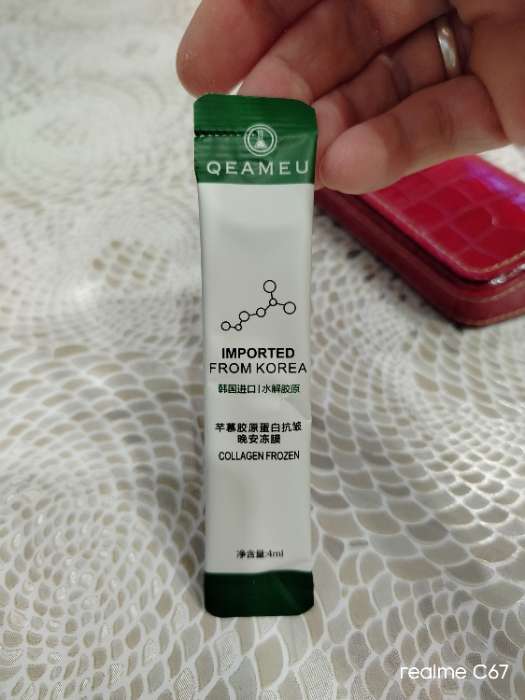 QEAMEU
IMPORTED
FROM KOREA
韩国进口|水解胶原
芊慕胶原蛋白抗皱
晚安冻膜
COLLAGEN FROZEN
净含量:4ml
realme C67